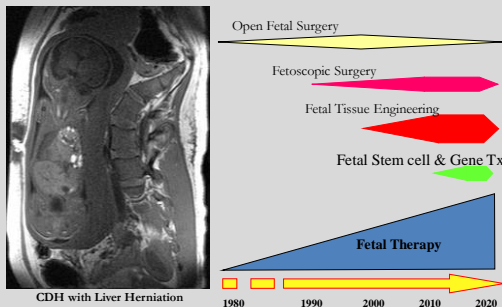 Open Fetal Surgery
Fetoscopic Surgery
Fetal Tissue Engineering
Fetal Stem cell & Gene Tx
Fetal Therapy
CDH with Liver Herniation
1980 1990 2000 2010 2020